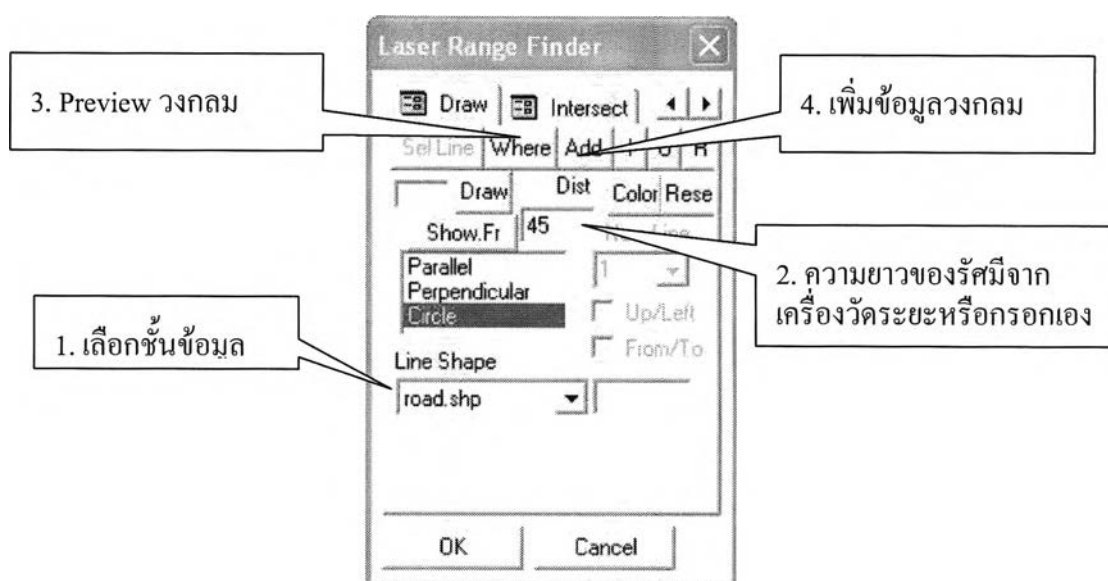 Laser Range Finder
3. Preview วงกลม
4. เพิ่มข้อมูลวงกลม
Draw
Intersect
Sel Line
Where
Add
R
Draw
Dist
Color
Rese
Show.Fr
45
Parallel
1
Perpendicular
Circle
Up/Left
2. ความยาวของรัศมีจาก
เครื่องวัดระยะหรือกรอกเอง
1. เลือกชั้นข้อมูล
From/To
Line Shape
road.shp
OK
Cancel